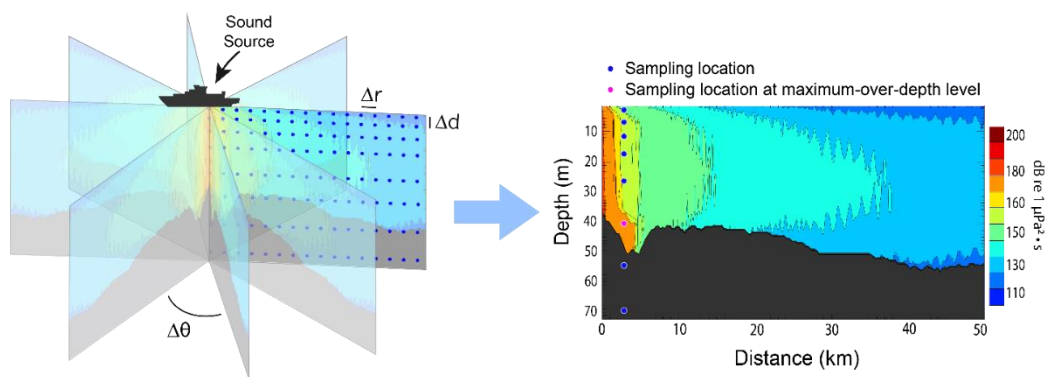 Sound
Source
Δr
Δd
Δθ
Sampling location
Sampling location at maximum-over-depth level
Depth (m)
10
20
30
40
50
60
70
0
10
20
30
40
50
Distance (km)
200
180
160
150
130
110
dB re 1 µPa²•s